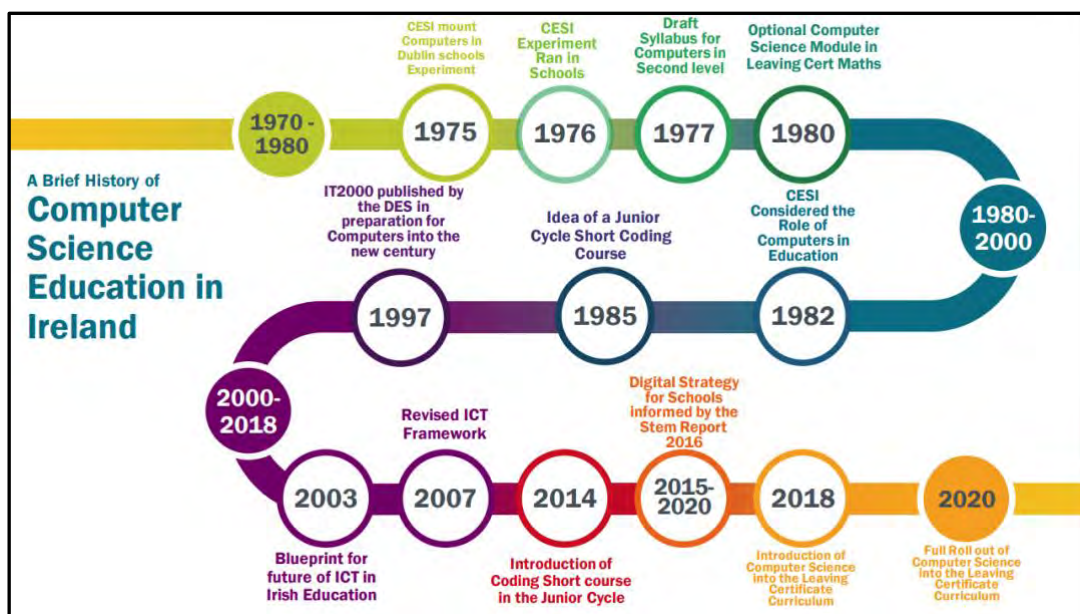 A Brief History of
Computer
Science
Education in
Ireland
1970 -
1980
CESI mount
Computers in
Dublin schools
Experiment
1975
CESI
Experiment
Ran in
Schools
1976
Draft
Syllabus for
Computers in
Second level
1977
Optional Computer
Science Module in
Leaving Cert Maths
1980
1980-
2000
CESI
Considered the
Role of
Computers in
Education
1982
Idea of a Junior
Cycle Short Coding
Course
1985
IT2000 published by
the DES in
preparation for
Computers into the
new century
1997
2000-
2018
2003
Blueprint for
future of ICT in
Irish Education
Revised ICT
Framework
2007
2014
Introduction of
Coding Short course
in the Junior Cycle
Digital Strategy
for Schools
informed by the
Stem Report
2016
2015-
2020
2018
Introduction of
Computer Science
into the Leaving
Certificate
Curriculum
2020
Full Roll out of
Computer Science
into the Leaving
Certificate
Curriculum